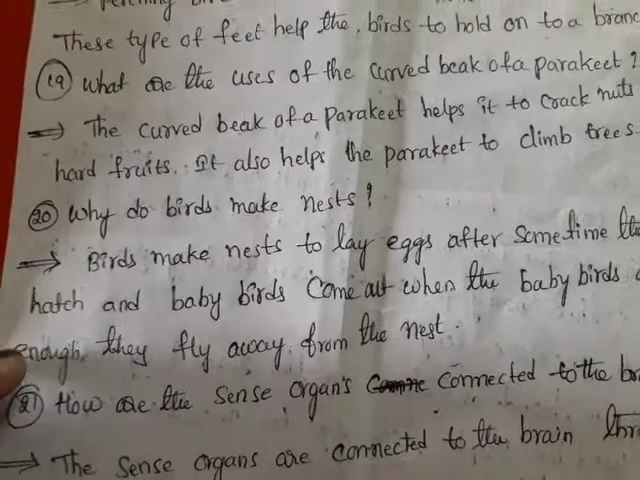 These type of feet help the, birds to hold on to a
(19) What are the uses of the curved beak of a parakeet ?
⇒ The curved beak of a parakeet helps it to crack nuts
hard fruits. It also helps the parakeet to climb trees.
(20) Why do birds make nests ?
⇒ Birds make nests to lay eggs after sometime
hatch and baby birds come out when the baby birds
enough, they fly away from the nest.
(21) How are the sense organ's connected to the
⇒ The sense organs are connected to the brain